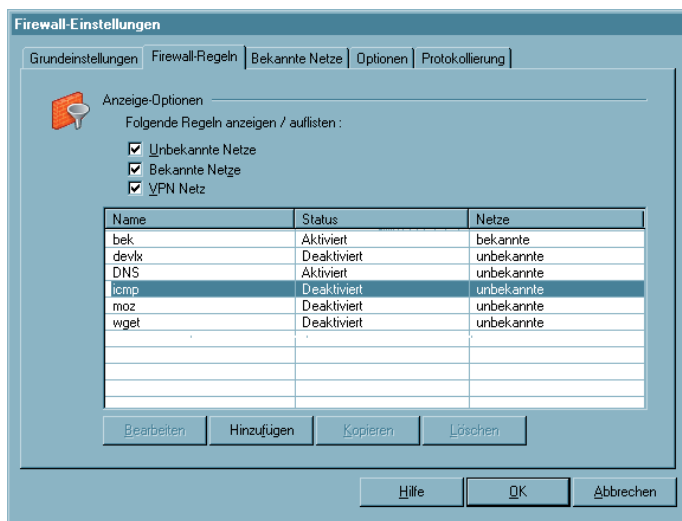 Firewall-Einstellungen
Grundeinstellungen Firewall-Regeln Bekannte Netze Optionen Protokollierung
Anzeige-Optionen
Folgende Regeln anzeigen / auflisten :
Unbekannte Netze
Bekannte Netze
VPN Netz
Name Status Netze
bek Aktiviert bekannte
devlx Deaktiviert unbekannte
DNS Aktiviert unbekannte
icmp Deaktiviert unbekannte
moz Deaktiviert unbekannte
wget Deaktiviert unbekannte
Bearbeiten Hinzufügen Kopieren Löschen
Hilfe OK Abbrechen